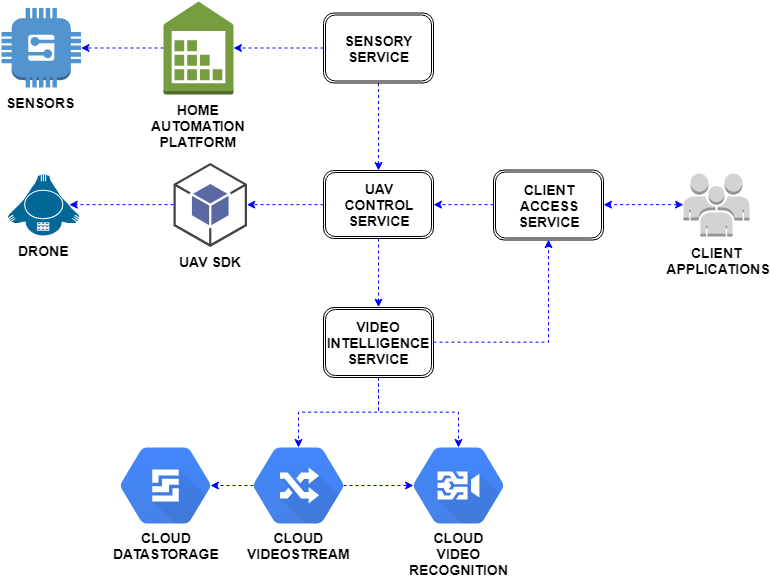 SENSORY
SERVICE
SENSORS
HOME
AUTOMATION
PLATFORM
UAV
CONTROL
SERVICE
CLIENT
ACCESS
SERVICE
DRONE
UAV SDK
CLIENT
APPLICATIONS
VIDEO
INTELLIGENCE
SERVICE
CLOUD
DATASTORAGE
CLOUD
VIDEOSTREAM
CLOUD
VIDEO
RECOGNITION